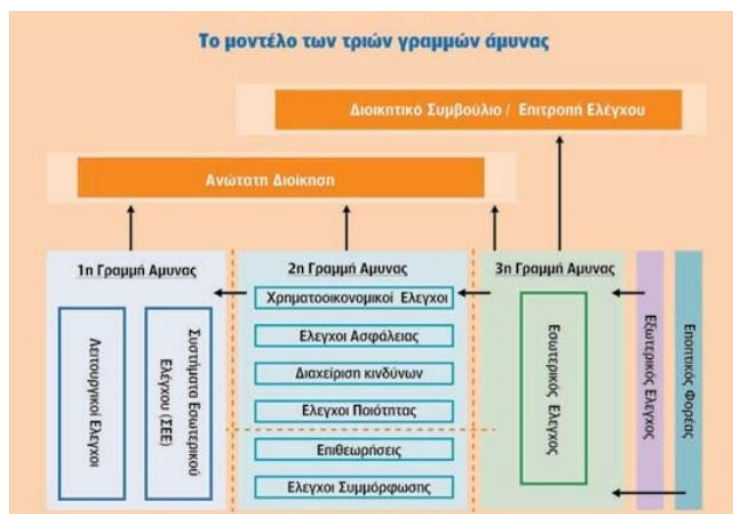 Το μοντέλο των τριών γραμμών άμυνας
Διοικητικό Συμβούλιο / Επιτροπή Ελέγχου
Ανώτατη Διοίκηση
1η Γραμμή Αμυνας
Λειτουργικοί Ελεγχοι
Συστήματα Εσωτερικού
Ελέγχου (ΣΕΕ)
2η Γραμμή Αμυνας
Χρηματοοικονομικοί Ελεγχοι
Ελεγχοι Ασφάλειας
Διαχείριση κινδύνων
Ελεγχοι Ποιότητας
Επιθεωρήσεις
Ελεγχοι Συμμόρφωσης
3η Γραμμή Αμυνας
Εσωτερικός Ελεγχος
Εξωτερικός Ελεγχος
Εποπτικός Φορέας